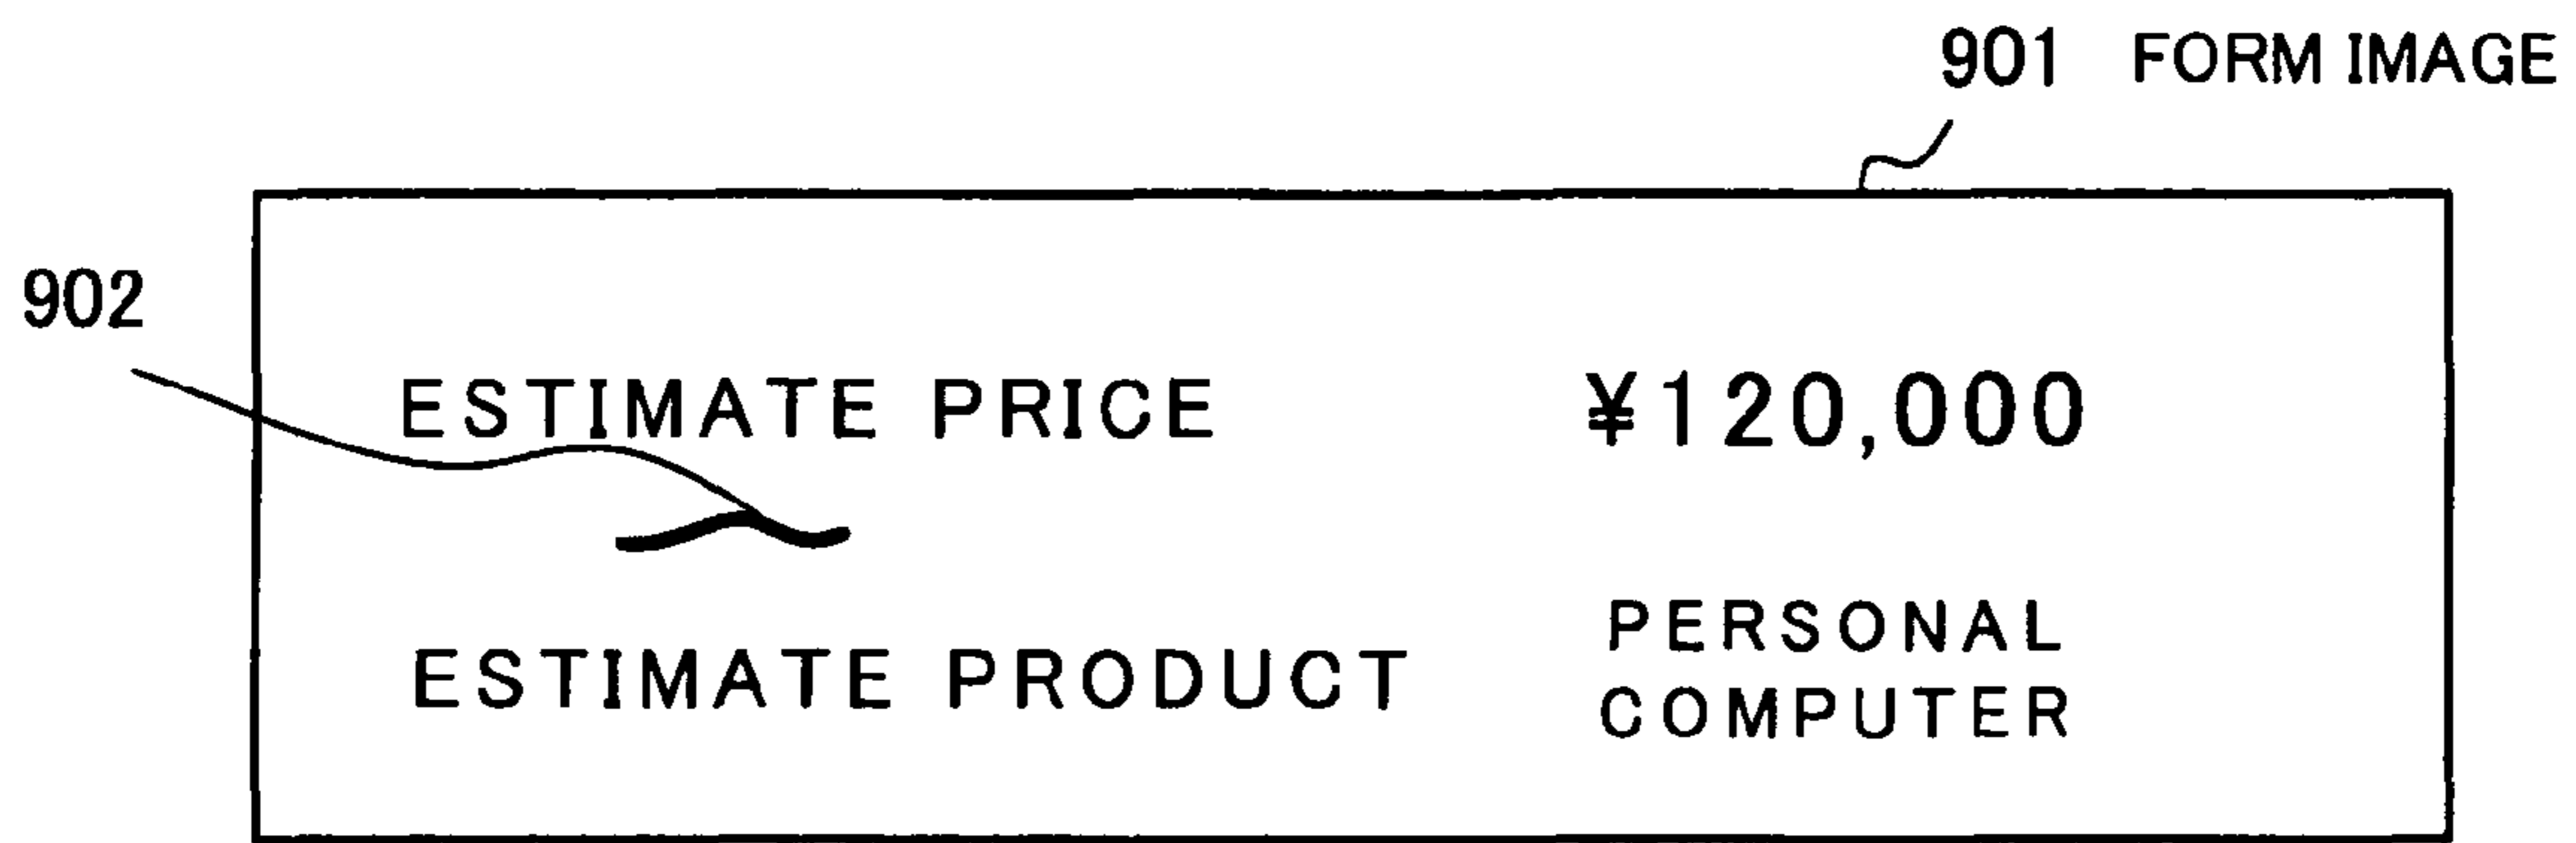 901 FORM IMAGE
902
ESTIMATE PRICE ¥120,000
ESTIMATE PRODUCT PERSONAL
COMPUTER